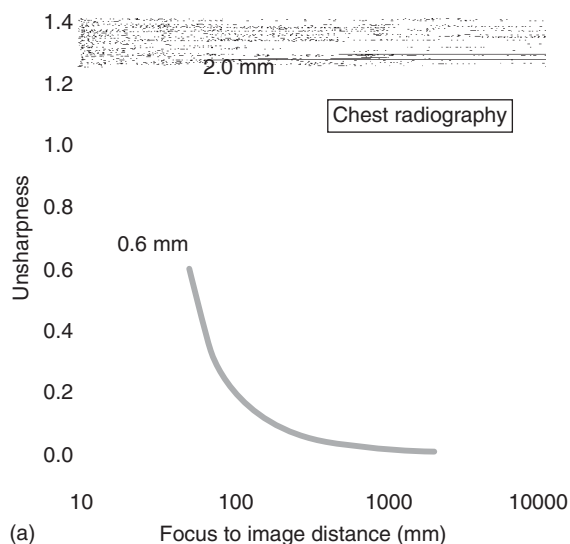 1.4
2.0 mm
1.2
Chest radiography
1.0
0.8
0.6 mm
0.6
Unsharpness
0.4
0.2
0.0
10 100 1000 10000
(a) Focus to image distance (mm)